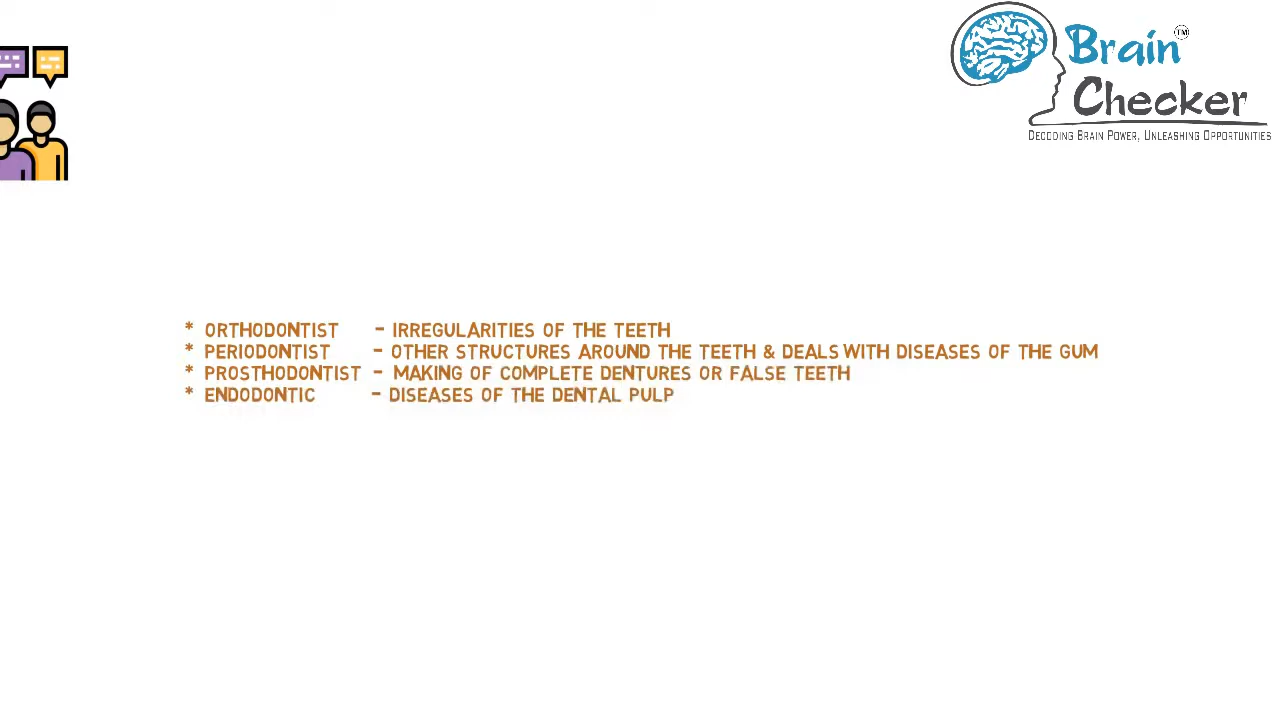 Brain TM
Checker
Decoding Brain Power, Unleashing Opportunities
* ORTHODONTIST - IRREGULARITIES OF THE TEETH
* PERIODONTIST - OTHER STRUCTURES AROUND THE TEETH & DEALS WITH DISEASES OF THE GUM
* PROSTHODONTIST - MAKING OF COMPLETE DENTURES OR FALSE TEETH
* ENDODONTIC - DISEASES OF THE DENTAL PULP